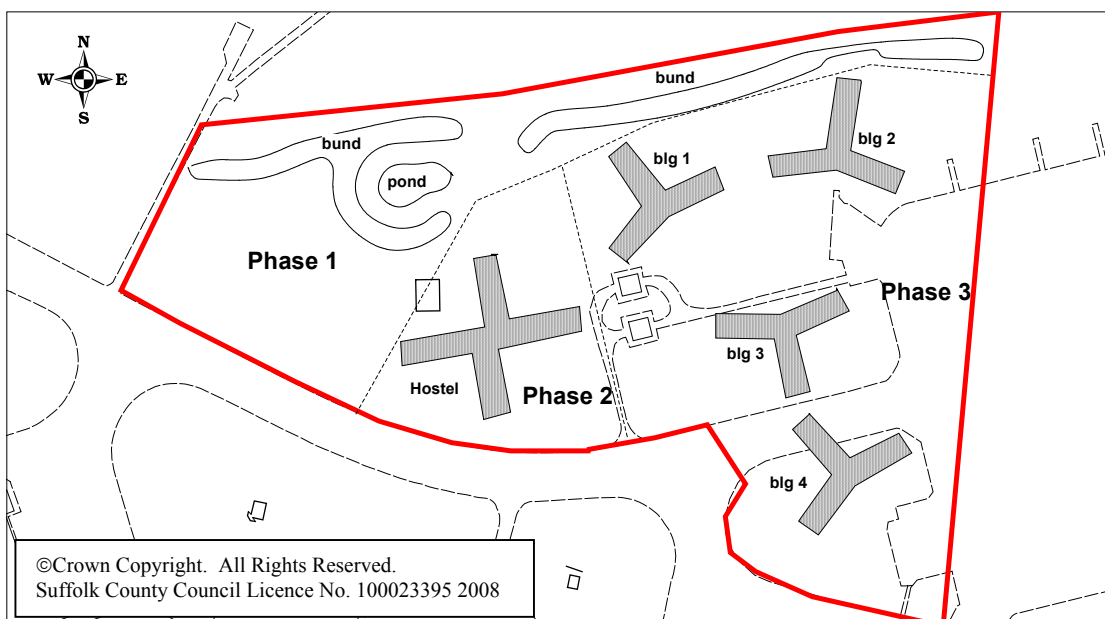 N
W E
S
bund
blg 2
bund
blg 1
pond
Phase 1
Phase 3
blg 3
Hostel
Phase 2
blg 4
©Crown Copyright. All Rights Reserved.
Suffolk County Council Licence No. 100023395 2008